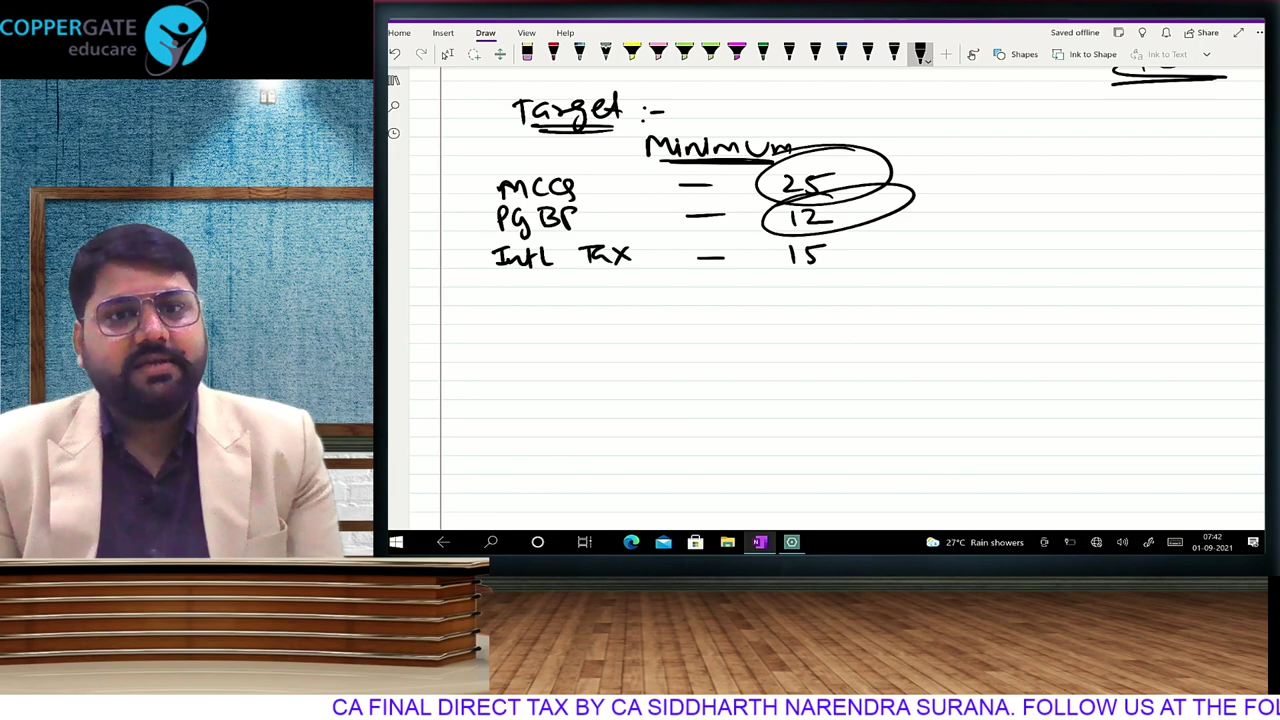 COPPERGATE
educare
Home Insert Draw View Help
Saved offline
Share
Shapes
Ink to Shape
Ink to Text
Target :-
Minimum
MCQ — 25
PGBP — 12
Intl Tax — 15
27°C Rain showers
07:42
01-09-2021
CA FINAL DIRECT TAX BY CA SIDDHARTH NARENDRA SURANA. FOLLOW US AT THE FOL